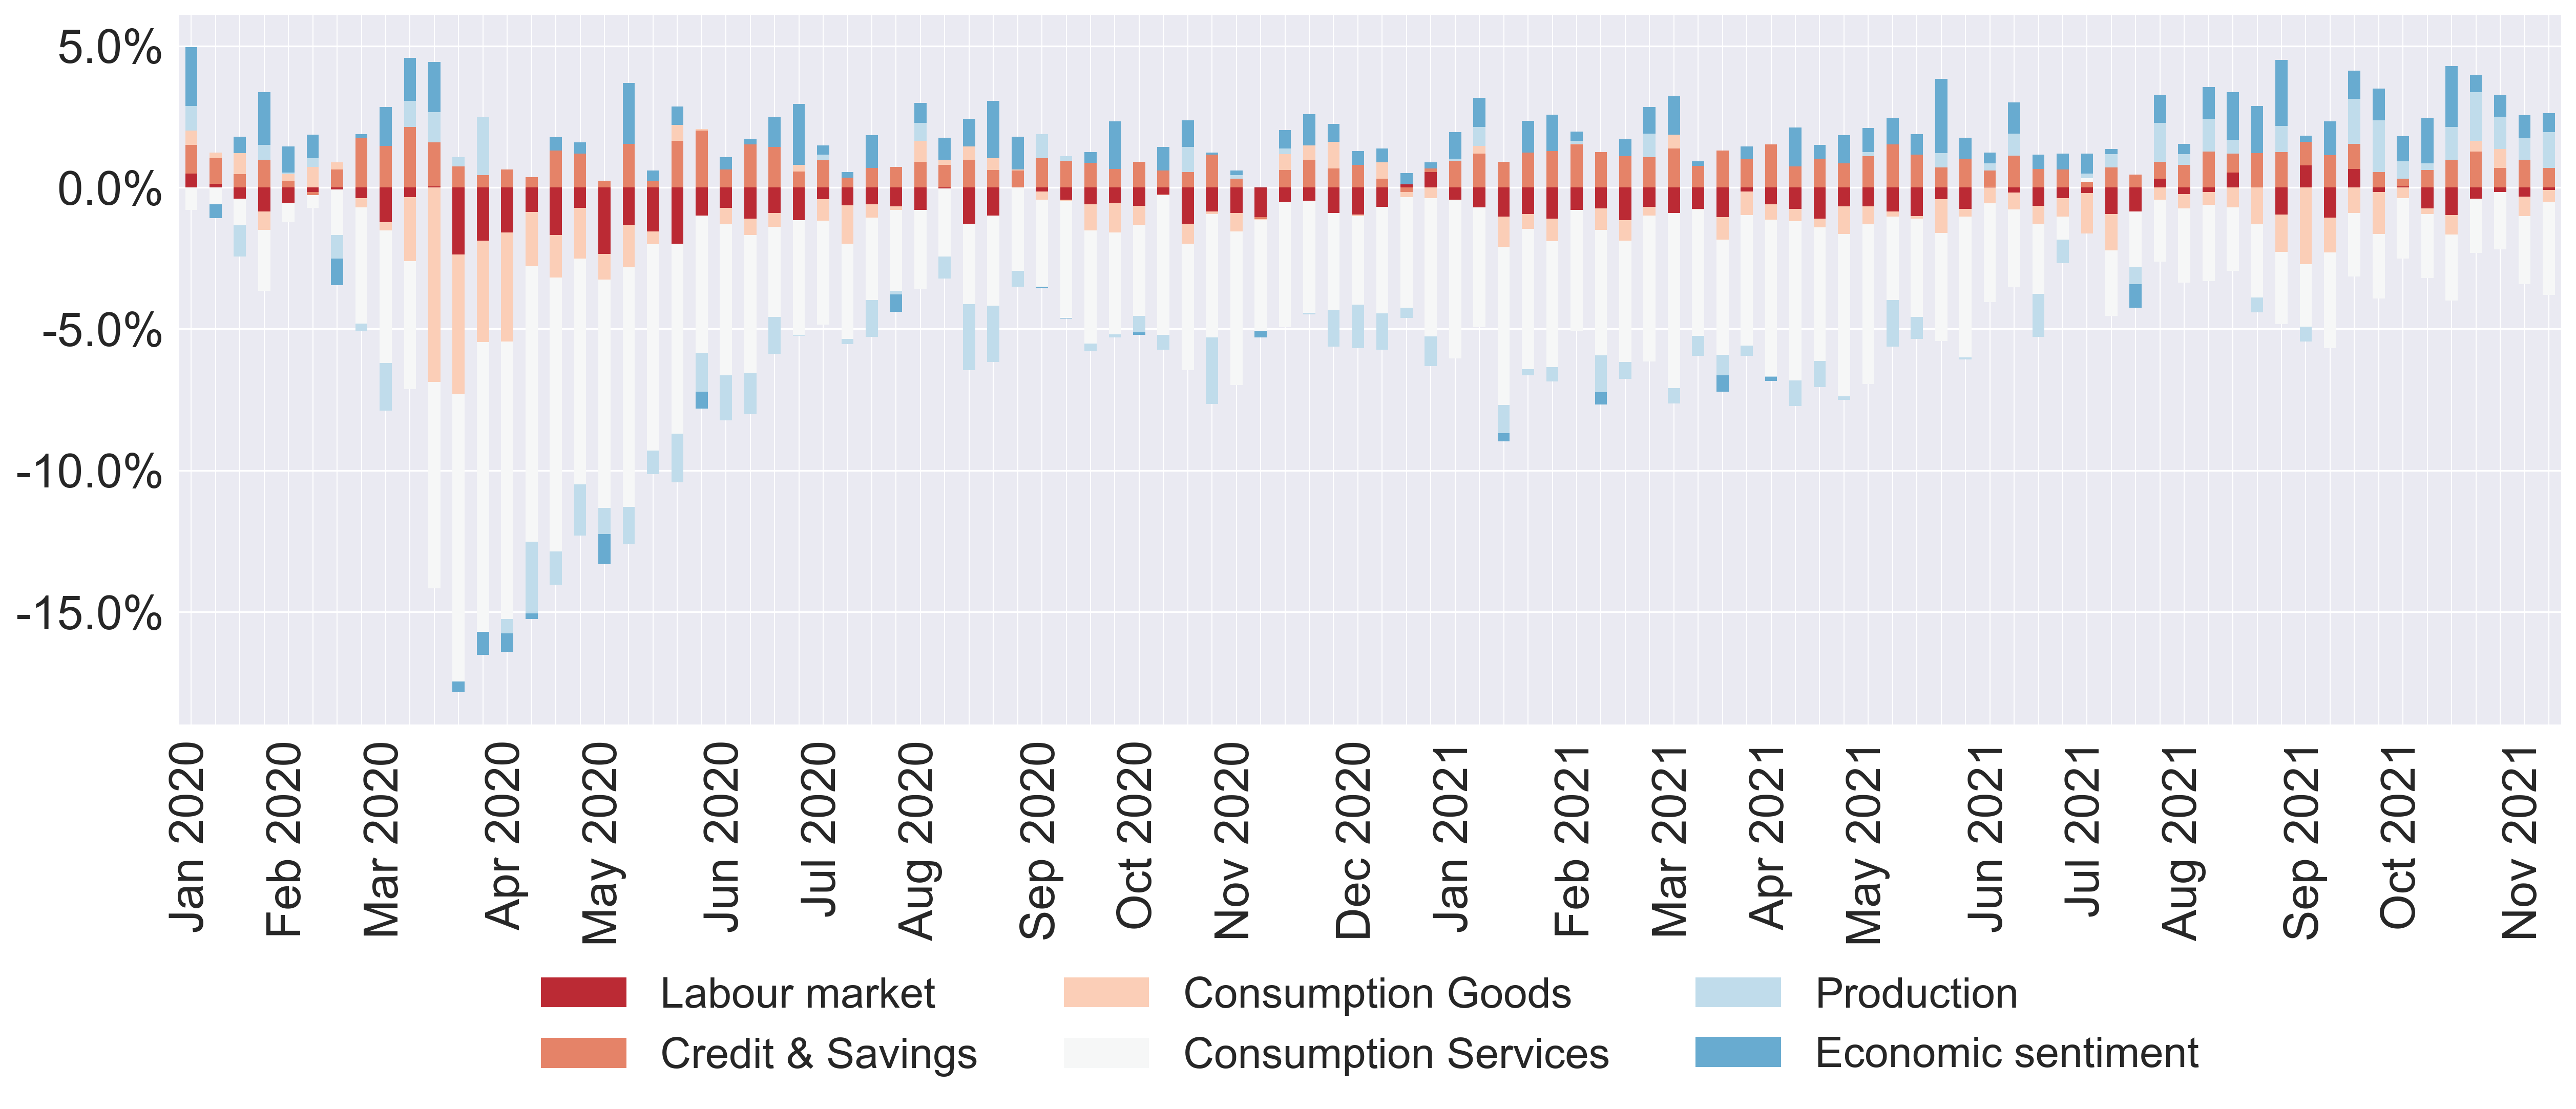 5.0%
0.0%
-5.0%
-10.0%
-15.0%
Jan 2020
Feb 2020
Mar 2020
Apr 2020
May 2020
Jun 2020
Jul 2020
Aug 2020
Sep 2020
Oct 2020
Nov 2020
Dec 2020
Jan 2021
Feb 2021
Mar 2021
Apr 2021
May 2021
Jun 2021
Jul 2021
Aug 2021
Sep 2021
Oct 2021
Nov 2021
Labour market
Credit & Savings
Consumption Goods
Consumption Services
Production
Economic sentiment